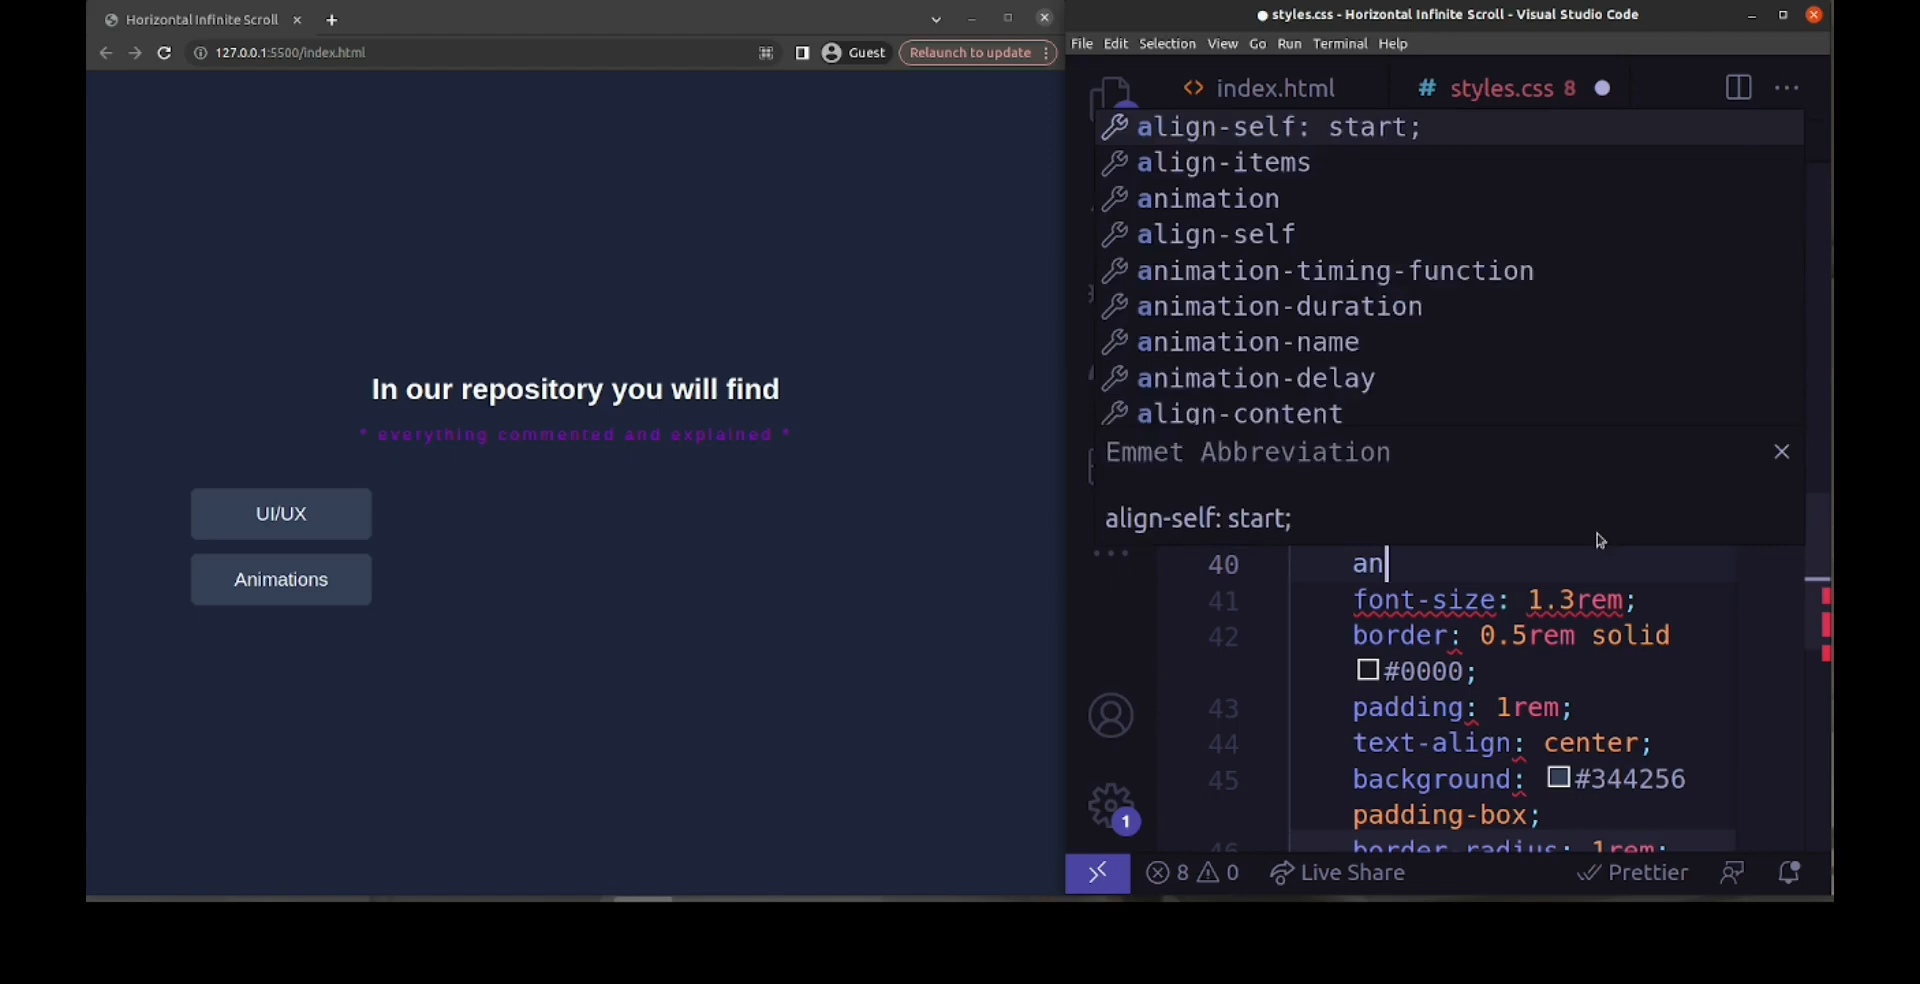 Horizontal Infinite Scroll
127.0.0.1:5500/index.html
Guest
Relaunch to update
In our repository you will find
* everything commented and explained *
UI/UX
Animations
styles.css - Horizontal Infinite Scroll - Visual Studio Code
File Edit Selection View Go Run Terminal Help
<> index.html
# styles.css 8
align-self: start;
align-items
animation
align-self
animation-timing-function
animation-duration
animation-name
animation-delay
align-content
Emmet Abbreviation
align-self: start;
40 an
41 font-size: 1.3rem;
42 border: 0.5rem solid
#0000;
43 padding: 1rem;
44 text-align: center;
45 background: #344256
padding-box;
46 border-radius: 1rem;
1
8 0 Live Share Prettier